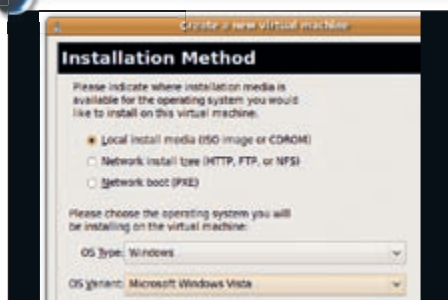 Create a new virtual machine
Installation Method
Please indicate where installation media is
available for the operating system you would
like to install on this virtual machine.
Local install media (ISO image or CDROM)
Network install tree (HTTP, FTP, or NFS)
Network boot (PXE)
Please choose the operating system you will
be installing on the virtual machine:
OS Type: Windows
OS Variant: Microsoft Windows Vista